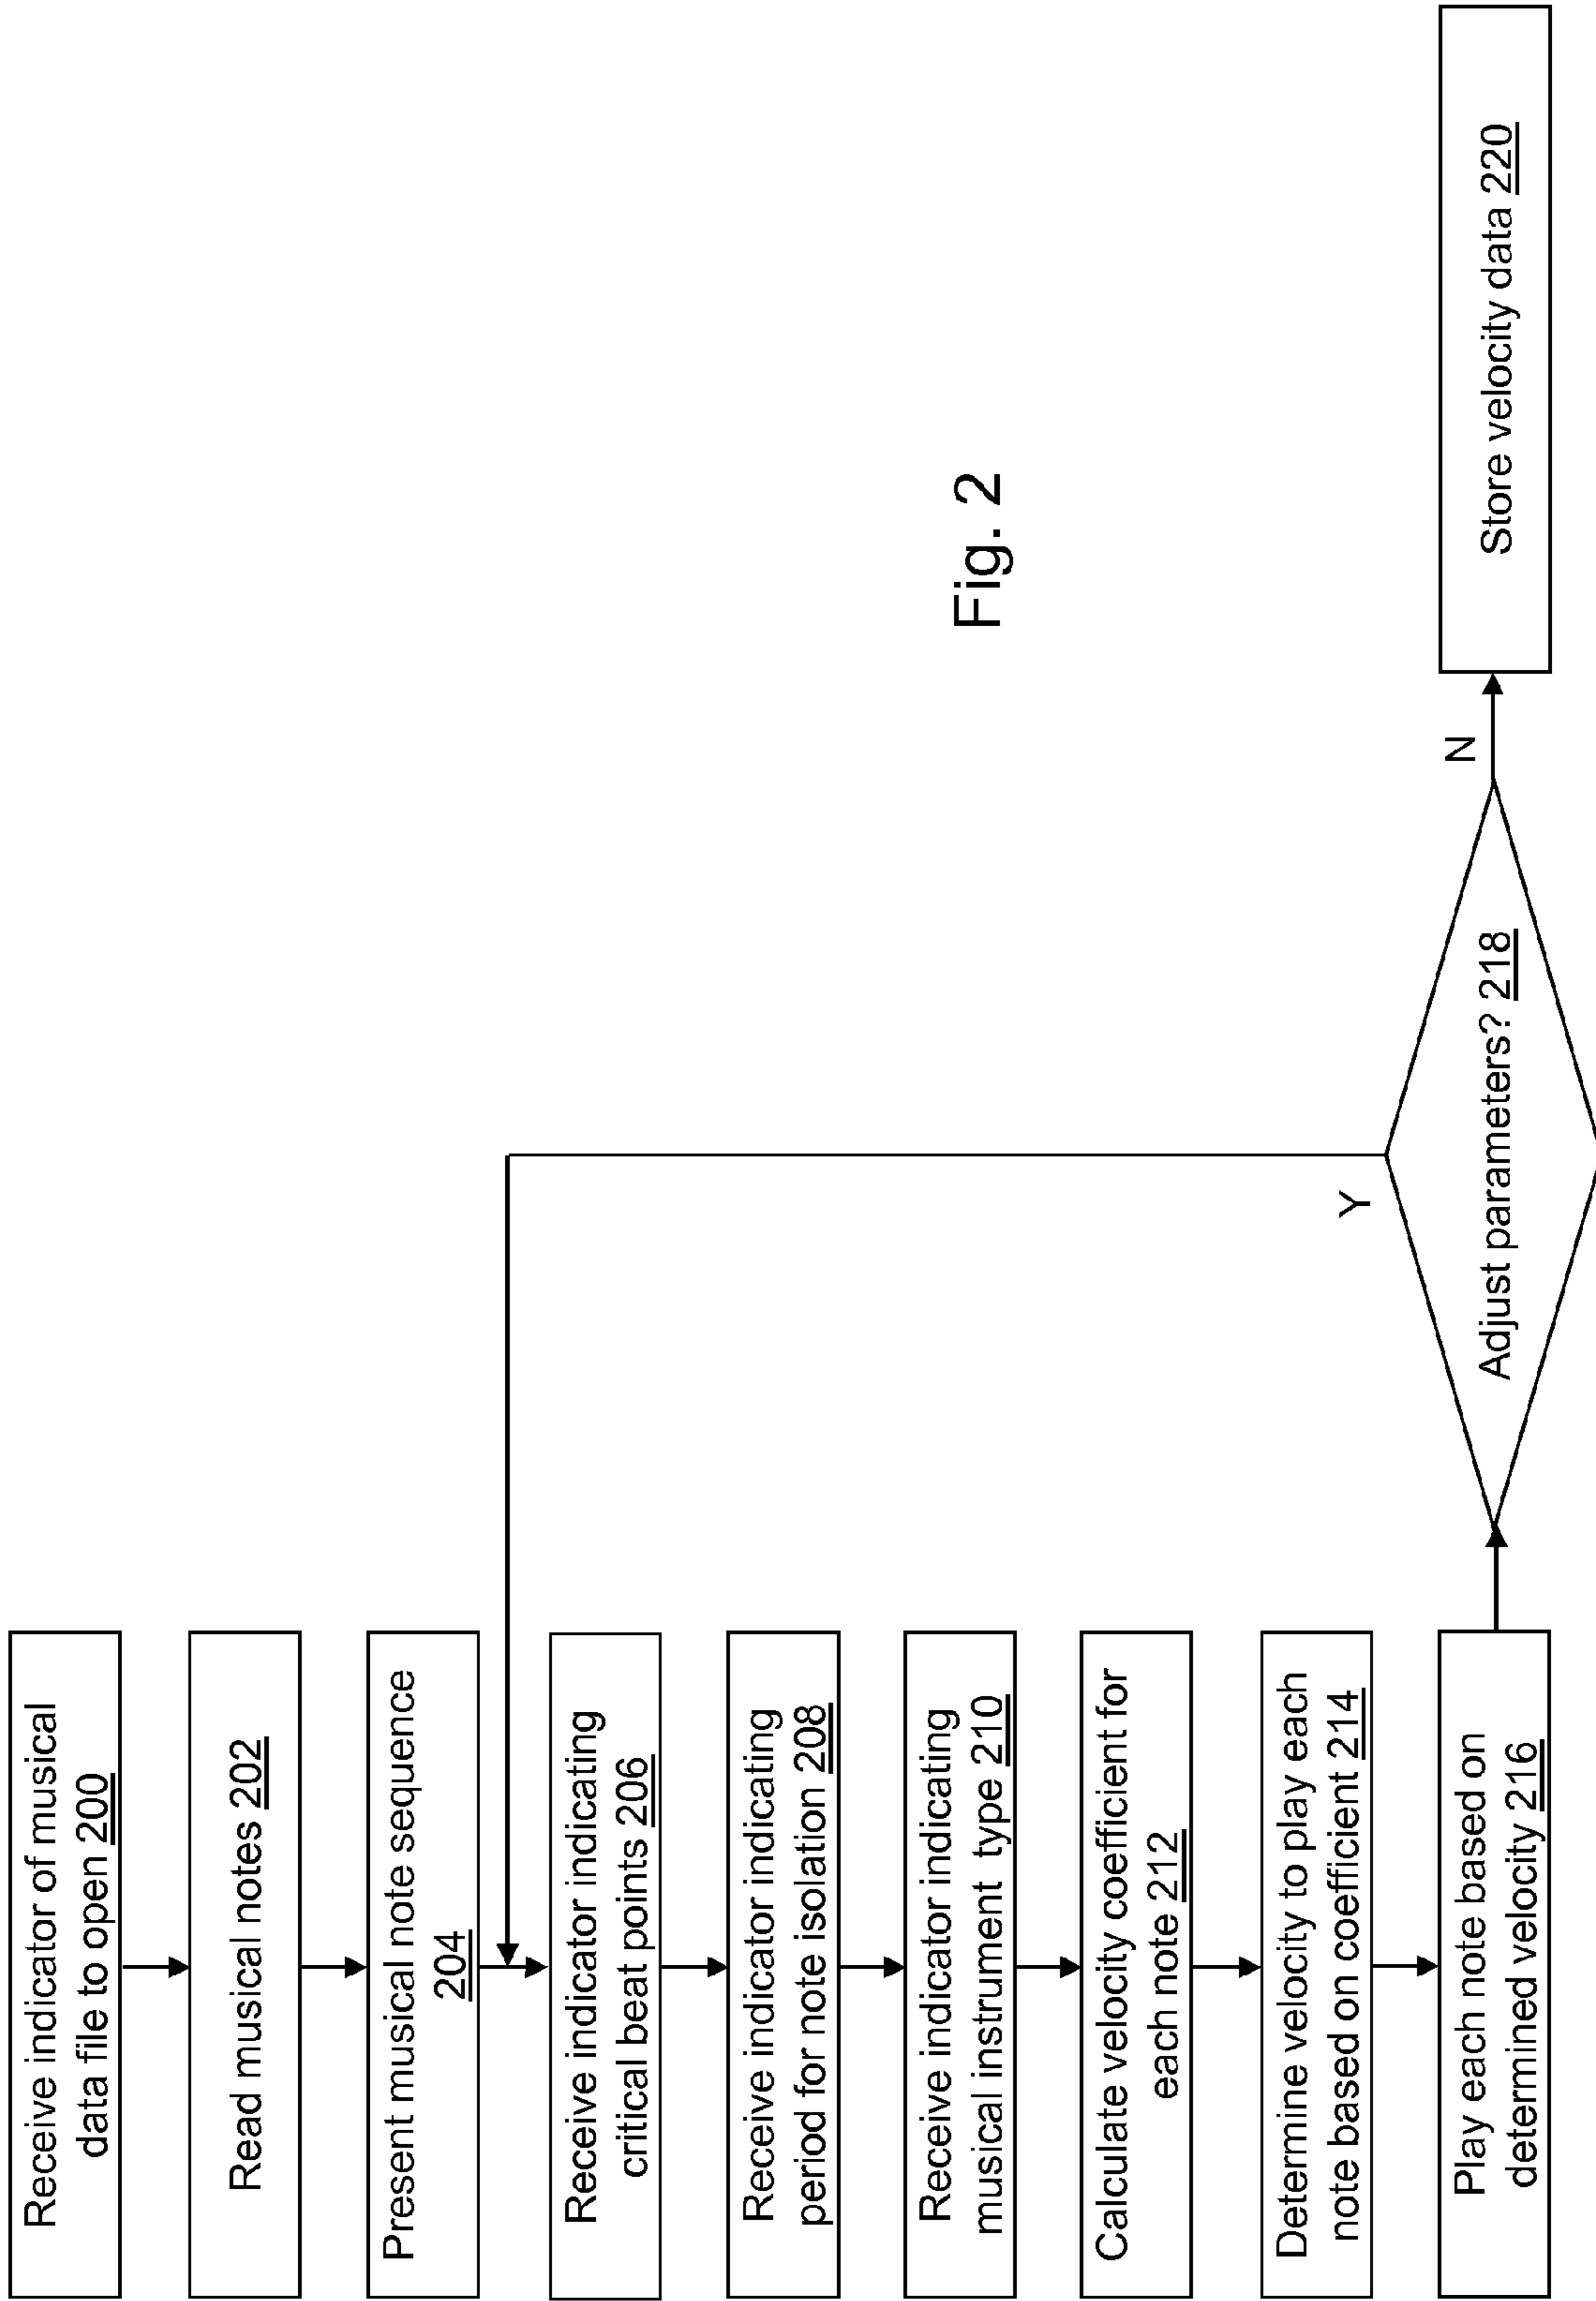 Receive indicator of musical
data file to open 200
Read musical notes 202
Present musical note sequence
204
Receive indicator indicating
critical beat points 206
Receive indicator indicating
period for note isolation 208
Receive indicator indicating
musical instrument type 210
Calculate velocity coefficient for
each note 212
Determine velocity to play each
note based on coefficient 214
Play each note based on
determined velocity 216
Adjust parameters? 218
Y
N
Store velocity data 220
Fig. 2